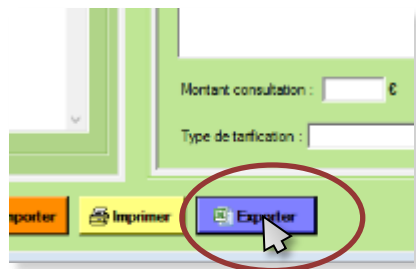 Montant consultation : €
Type de tarification :
mporter Imprimer Exporter